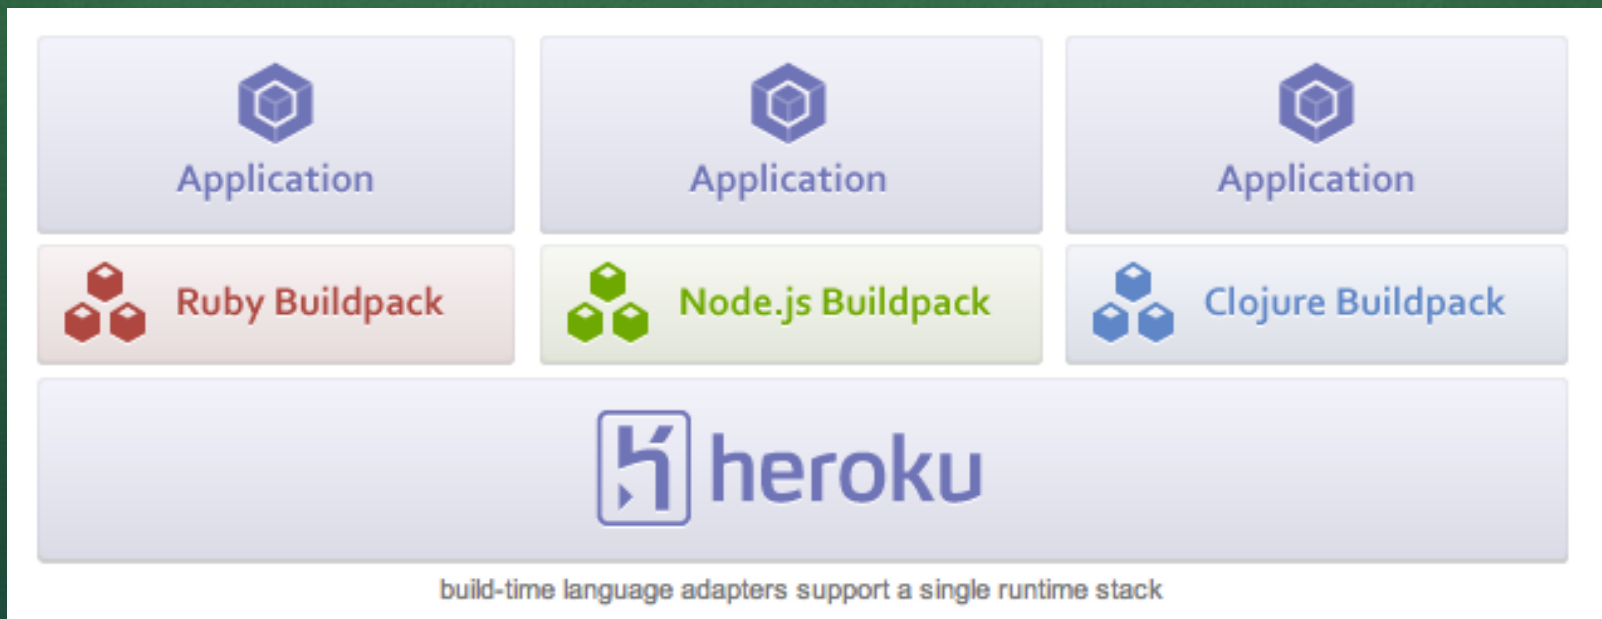 Application
Application
Application
Ruby Buildpack
Node.js Buildpack
Clojure Buildpack
heroku
build-time language adapters support a single runtime stack